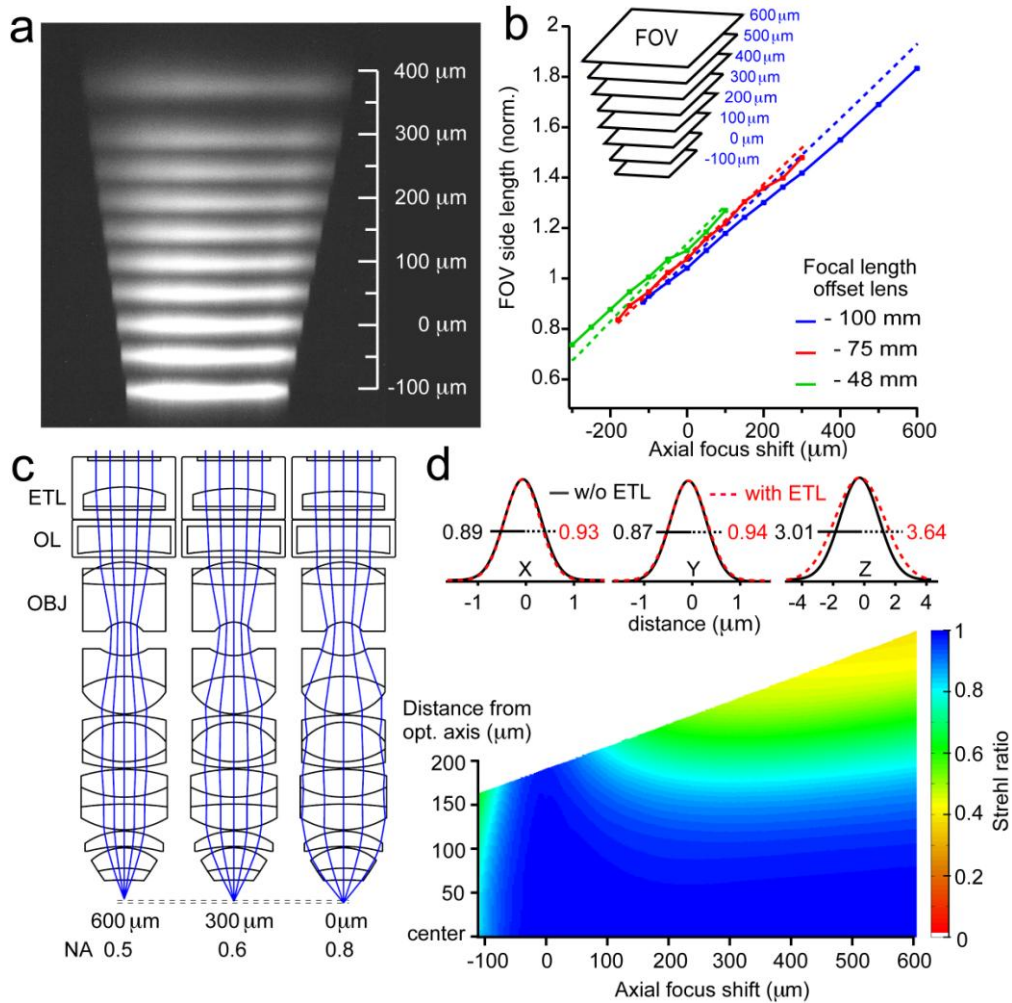 a
400 µm
300 µm
200 µm
100 µm
0 µm
-100 µm
b
FOV
600 µm
500 µm
400 µm
300 µm
200 µm
100 µm
0 µm
-100 µm
2
1.8
1.6
1.4
1.2
1
0.8
0.6
FOV side length (norm.)
-200
0
200
400
600
Axial focus shift (µm)
Focal length
offset lens
- 100 mm
- 75 mm
- 48 mm
c
ETL
OL
OBJ
600 µm
300 µm
0µm
NA
0.5
0.6
0.8
d
w/o ETL
with ETL
0.89
0.93
0.87
0.94
3.01
3.64
X
Y
Z
-1 0 1
-1 0 1
-4 -2 0 2 4
distance (µm)
Distance from
opt. axis (µm)
200
150
100
50
center
-100 0 100 200 300 400 500 600
Axial focus shift (µm)
1
0.8
0.6
0.4
0.2
0
Strehl ratio